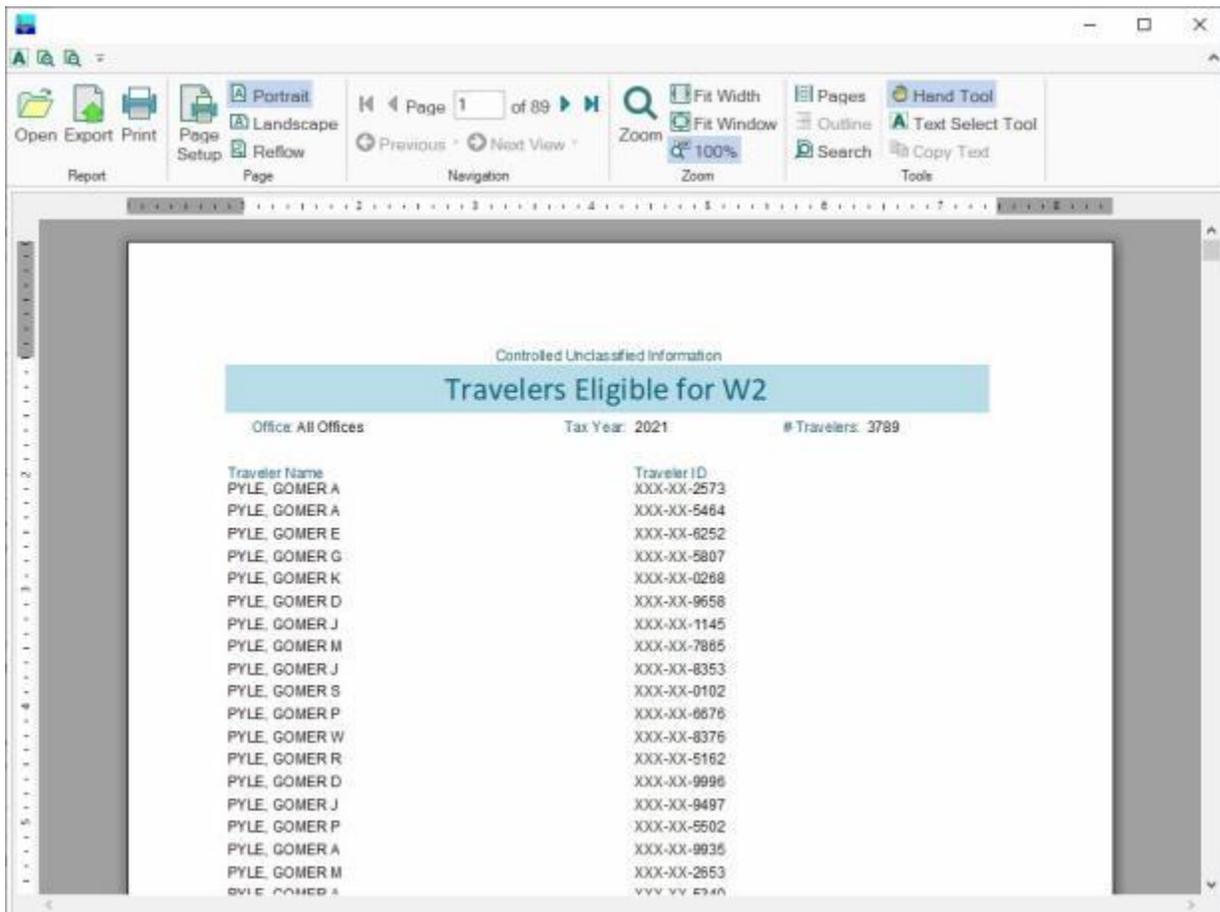 Open Export Print
Report
Page Setup
Portrait
Landscape
Reflow
Page
Page 1 of 89
Previous Next View
Navigation
Zoom
Fit Width
Fit Window
100%
Zoom
Pages
Outline
Search
Hand Tool
Text Select Tool
Copy Text
Tools
Controlled Unclassified Information
Travelers Eligible for W2
Office: All Offices Tax Year: 2021 # Travelers: 3789
Traveler Name Traveler ID
PYLE, GOMER A XXX-XX-2573
PYLE, GOMER A XXX-XX-5464
PYLE, GOMER E XXX-XX-6252
PYLE, GOMER G XXX-XX-5807
PYLE, GOMER K XXX-XX-0268
PYLE, GOMER D XXX-XX-9658
PYLE, GOMER J XXX-XX-1145
PYLE, GOMER M XXX-XX-7865
PYLE, GOMER J XXX-XX-8353
PYLE, GOMER S XXX-XX-0102
PYLE, GOMER P XXX-XX-6676
PYLE, GOMER W XXX-XX-8376
PYLE, GOMER R XXX-XX-5162
PYLE, GOMER D XXX-XX-9996
PYLE, GOMER J XXX-XX-9497
PYLE, GOMER P XXX-XX-5502
PYLE, GOMER A XXX-XX-9935
PYLE, GOMER M XXX-XX-2653